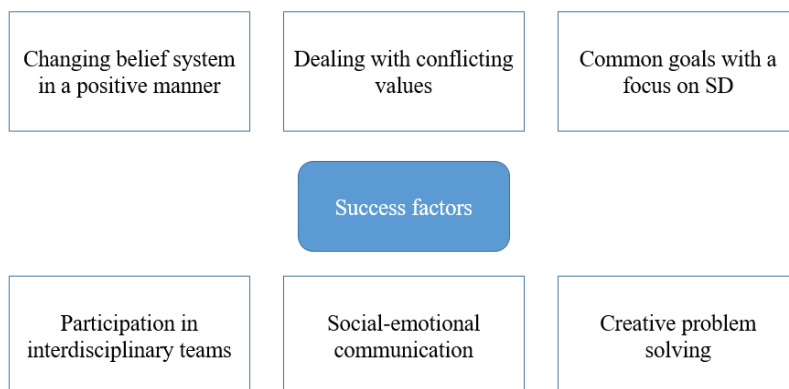 Changing belief system
in a positive manner
Dealing with conflicting
values
Common goals with a
focus on SD
Success factors
Participation in
interdisciplinary teams
Social-emotional
communication
Creative problem
solving